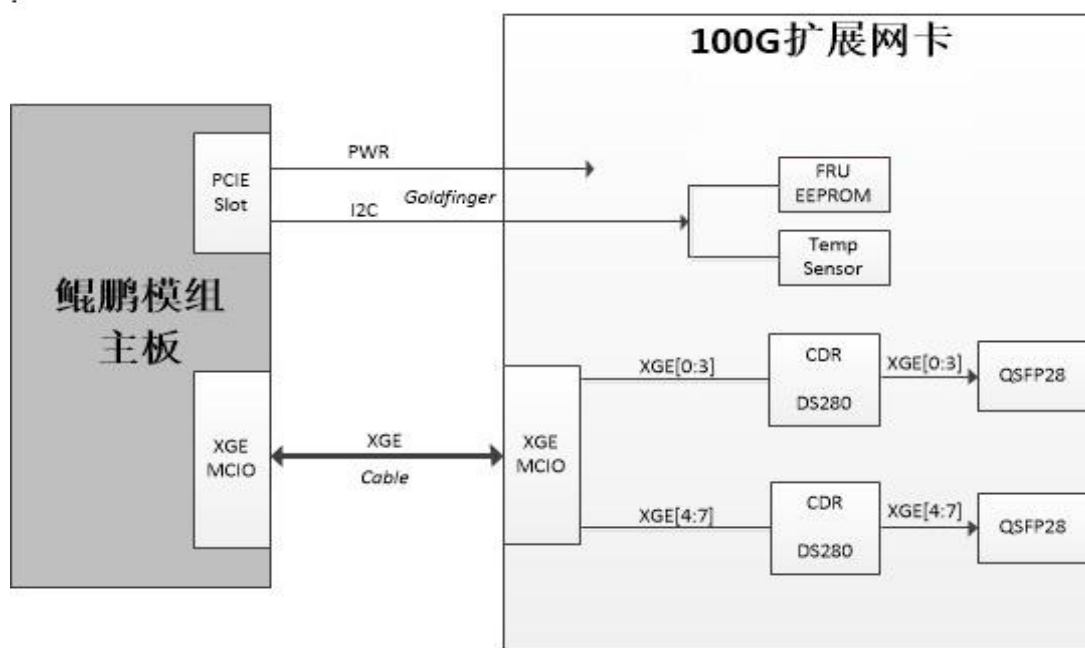 100G扩展网卡
PCIE
Slot
PWR
Goldfinger
I2C
FRU
EEPROM
Temp
Sensor
鲲鹏模组
主板
XGE
MCIO
XGE
Cable
XGE
MCIO
XGE[0:3]
CDR
DS280
XGE[0:3]
QSFP28
XGE[4:7]
CDR
DS280
XGE[4:7]
QSFP28